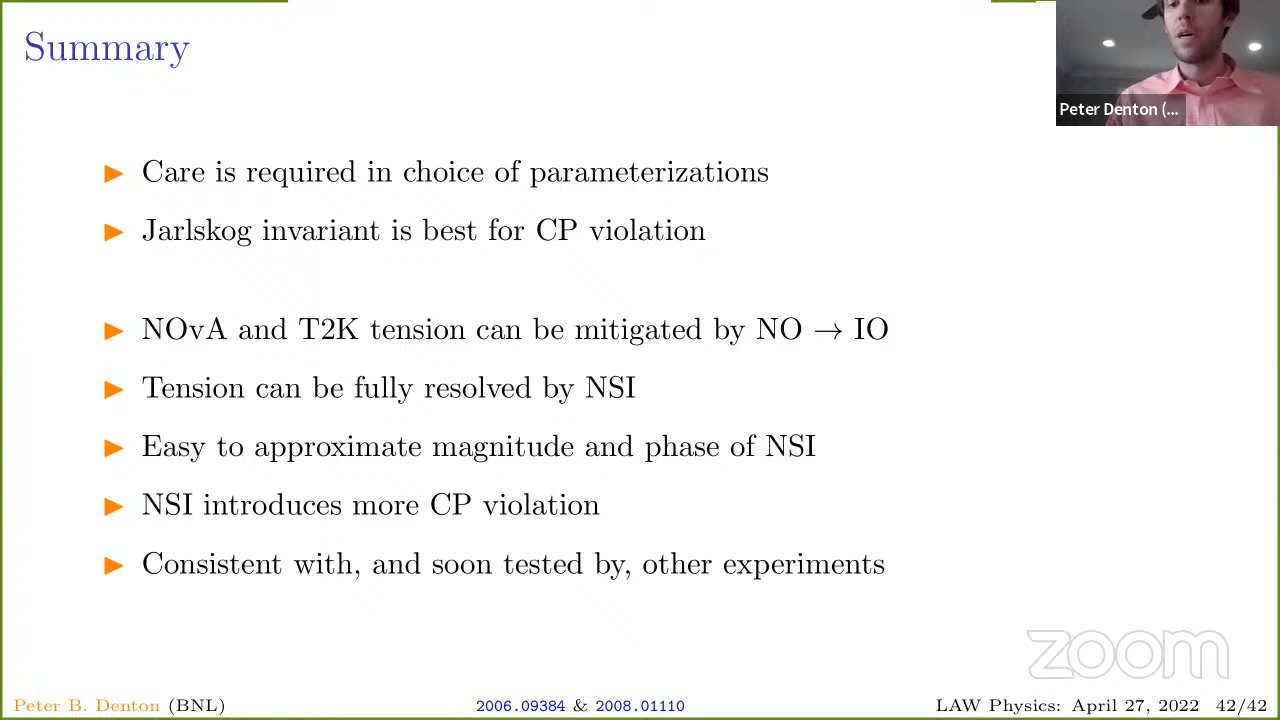 Summary
Peter Denton (...
▶ Care is required in choice of parameterizations
▶ Jarlskog invariant is best for CP violation
▶ NOvA and T2K tension can be mitigated by NO → IO
▶ Tension can be fully resolved by NSI
▶ Easy to approximate magnitude and phase of NSI
▶ NSI introduces more CP violation
▶ Consistent with, and soon tested by, other experiments
zoom
Peter B. Denton (BNL) 2006.09384 & 2008.01110 LAW Physics: April 27, 2022 42/42